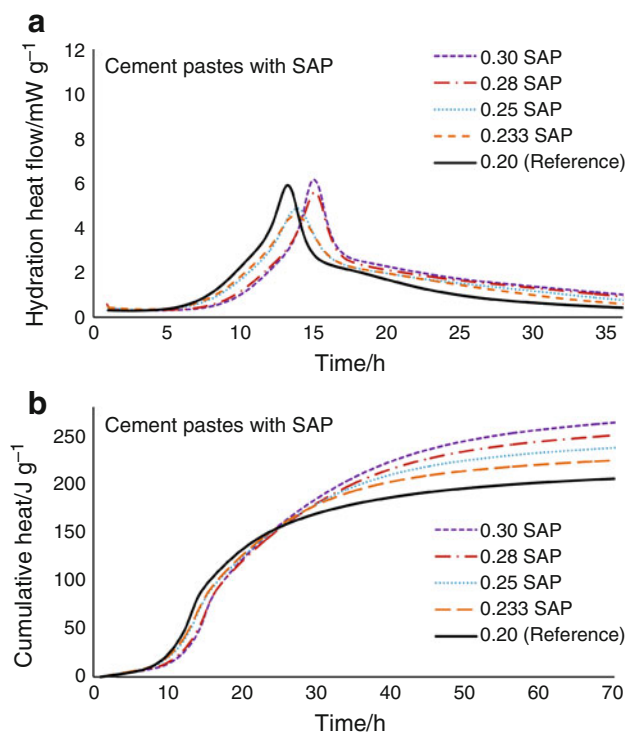 a
12
10
8
6
4
2
0
Hydration heat flow/mW g⁻¹
Cement pastes with SAP
0.30 SAP
0.28 SAP
0.25 SAP
0.233 SAP
0.20 (Reference)
0 5 10 15 20 25 30 35
Time/h
b
250
200
150
100
50
0
Cumulative heat/J g⁻¹
Cement pastes with SAP
0.30 SAP
0.28 SAP
0.25 SAP
0.233 SAP
0.20 (Reference)
0 10 20 30 40 50 60 70
Time/h